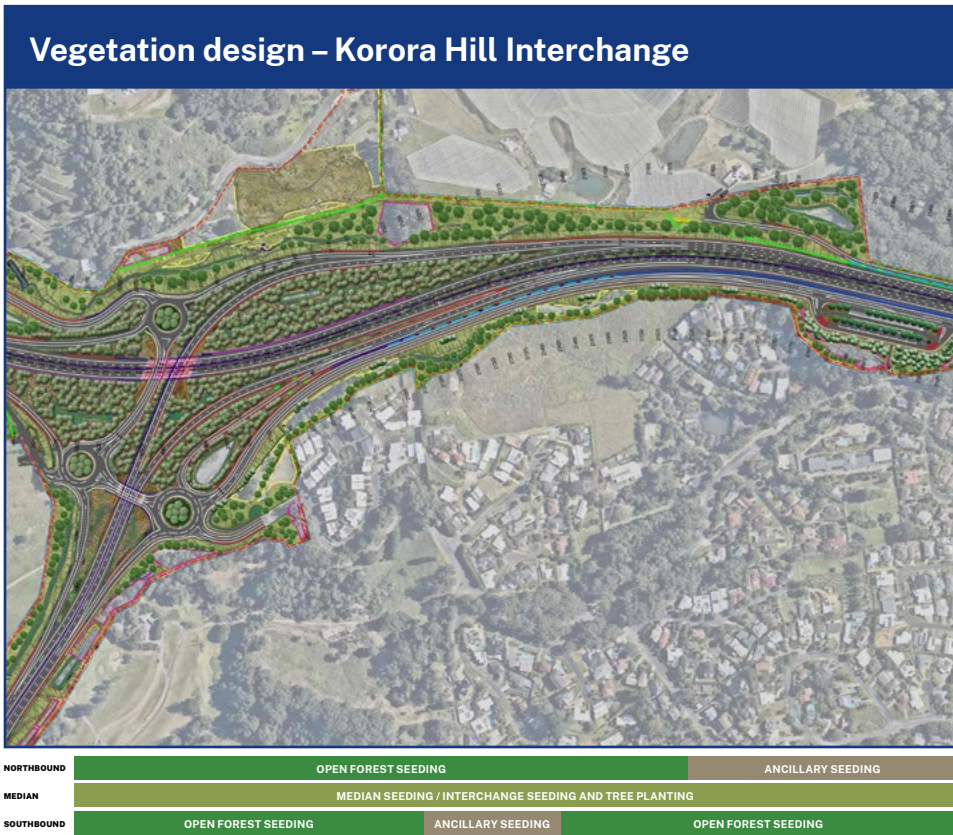 Vegetation design – Korora Hill Interchange
NORTHBOUND OPEN FOREST SEEDING ANCILLARY SEEDING
MEDIAN MEDIAN SEEDING / INTERCHANGE SEEDING AND TREE PLANTING
SOUTHBOUND OPEN FOREST SEEDING ANCILLARY SEEDING OPEN FOREST SEEDING